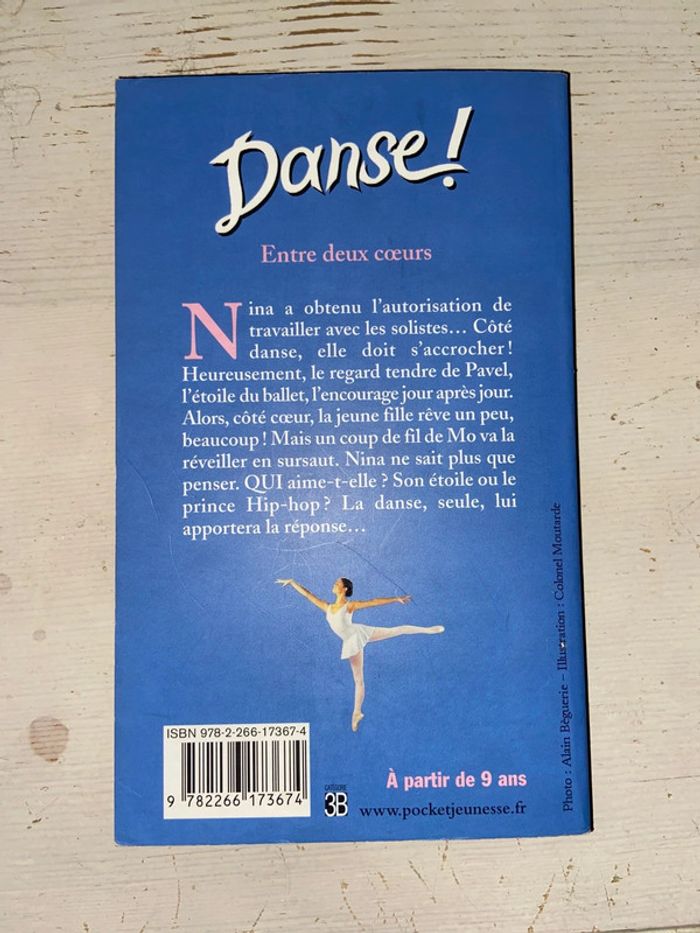 Danse!
Entre deux cœurs
Nina a obtenu l'autorisation de
travailler avec les solistes... Côté
danse, elle doit s'accrocher !
Heureusement, le regard tendre de Pavel,
l'étoile du ballet, l'encourage jour après jour.
Alors, côté cœur, la jeune fille rêve un peu,
beaucoup ! Mais un coup de fil de Mo va la
réveiller en sursaut. Nina ne sait plus que
penser. QUI aime-t-elle ? Son étoile ou le
prince Hip-hop ? La danse, seule, lui
apportera la réponse...
ISBN 978-2-266-17367-4
9 782266 173674
CATÉGORIE
3B
À partir de 9 ans
www.pocketjeunesse.fr
Photo : Alain Béguerie – Illustration : Colonel Moutarde